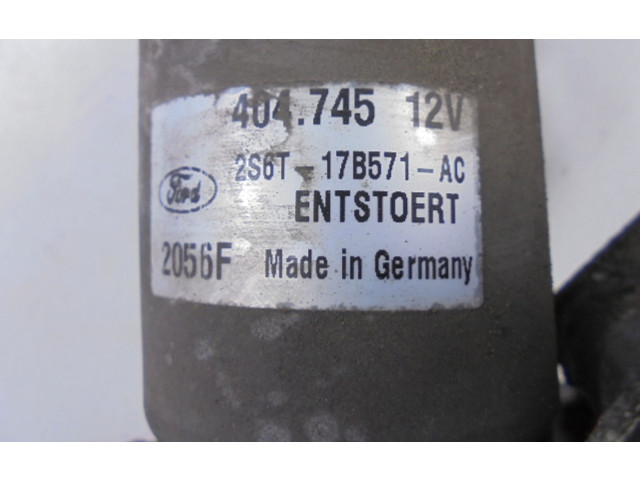 404.745 12V
2S6T-17B571-AC
Ford
ENTSTOERT
2056F Made in Germany